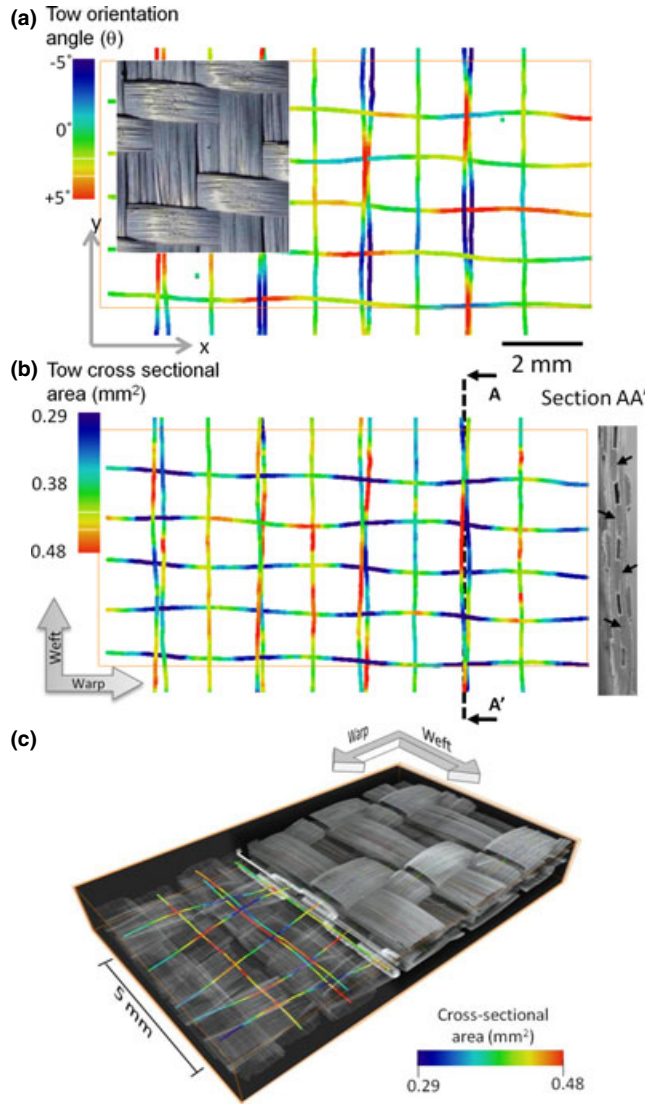 (a) Tow orientation
angle (θ)
-5°
0°
+5°
y
x
2 mm
(b) Tow cross sectional
area (mm²)
0.29
0.38
0.48
A
Section AA'
Weft
Warp
A'
(c)
Warp
Weft
5 mm
Cross-sectional
area (mm²)
0.29
0.48